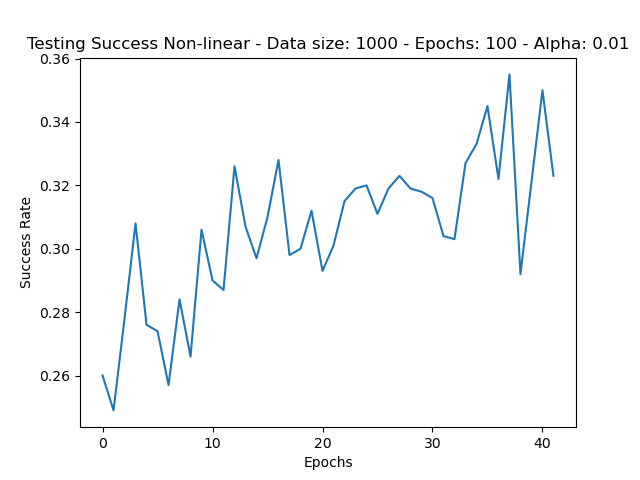 Testing Success Non-linear - Data size: 1000 - Epochs: 100 - Alpha: 0.01
0.36
0.34
0.32
0.30
0.28
0.26
Success Rate
0 10 20 30 40
Epochs